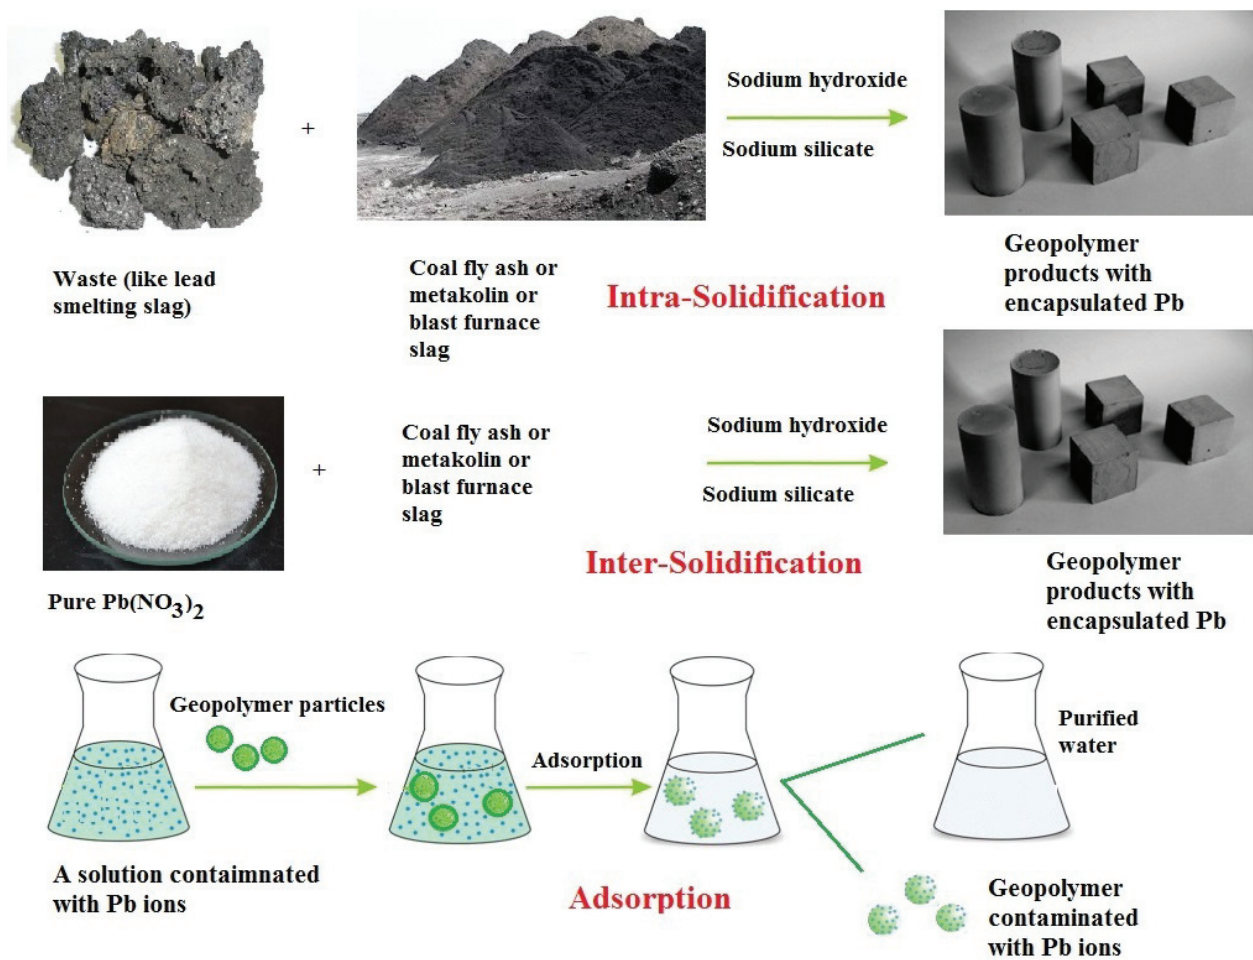 Sodium hydroxide
+
Sodium silicate
Waste (like lead
smelting slag)
Coal fly ash or
metakolin or
blast furnace
slag
Intra-Solidification
Geopolymer
products with
encapsulated Pb
+
Coal fly ash or
metakolin or
blast furnace
slag
Sodium hydroxide
Sodium silicate
Inter-Solidification
Pure Pb(NO3)2
Geopolymer
products with
encapsulated Pb
Geopolymer particles
Adsorption
Purified
water
A solution contaimnated
with Pb ions
Adsorption
Geopolymer
contaminated
with Pb ions